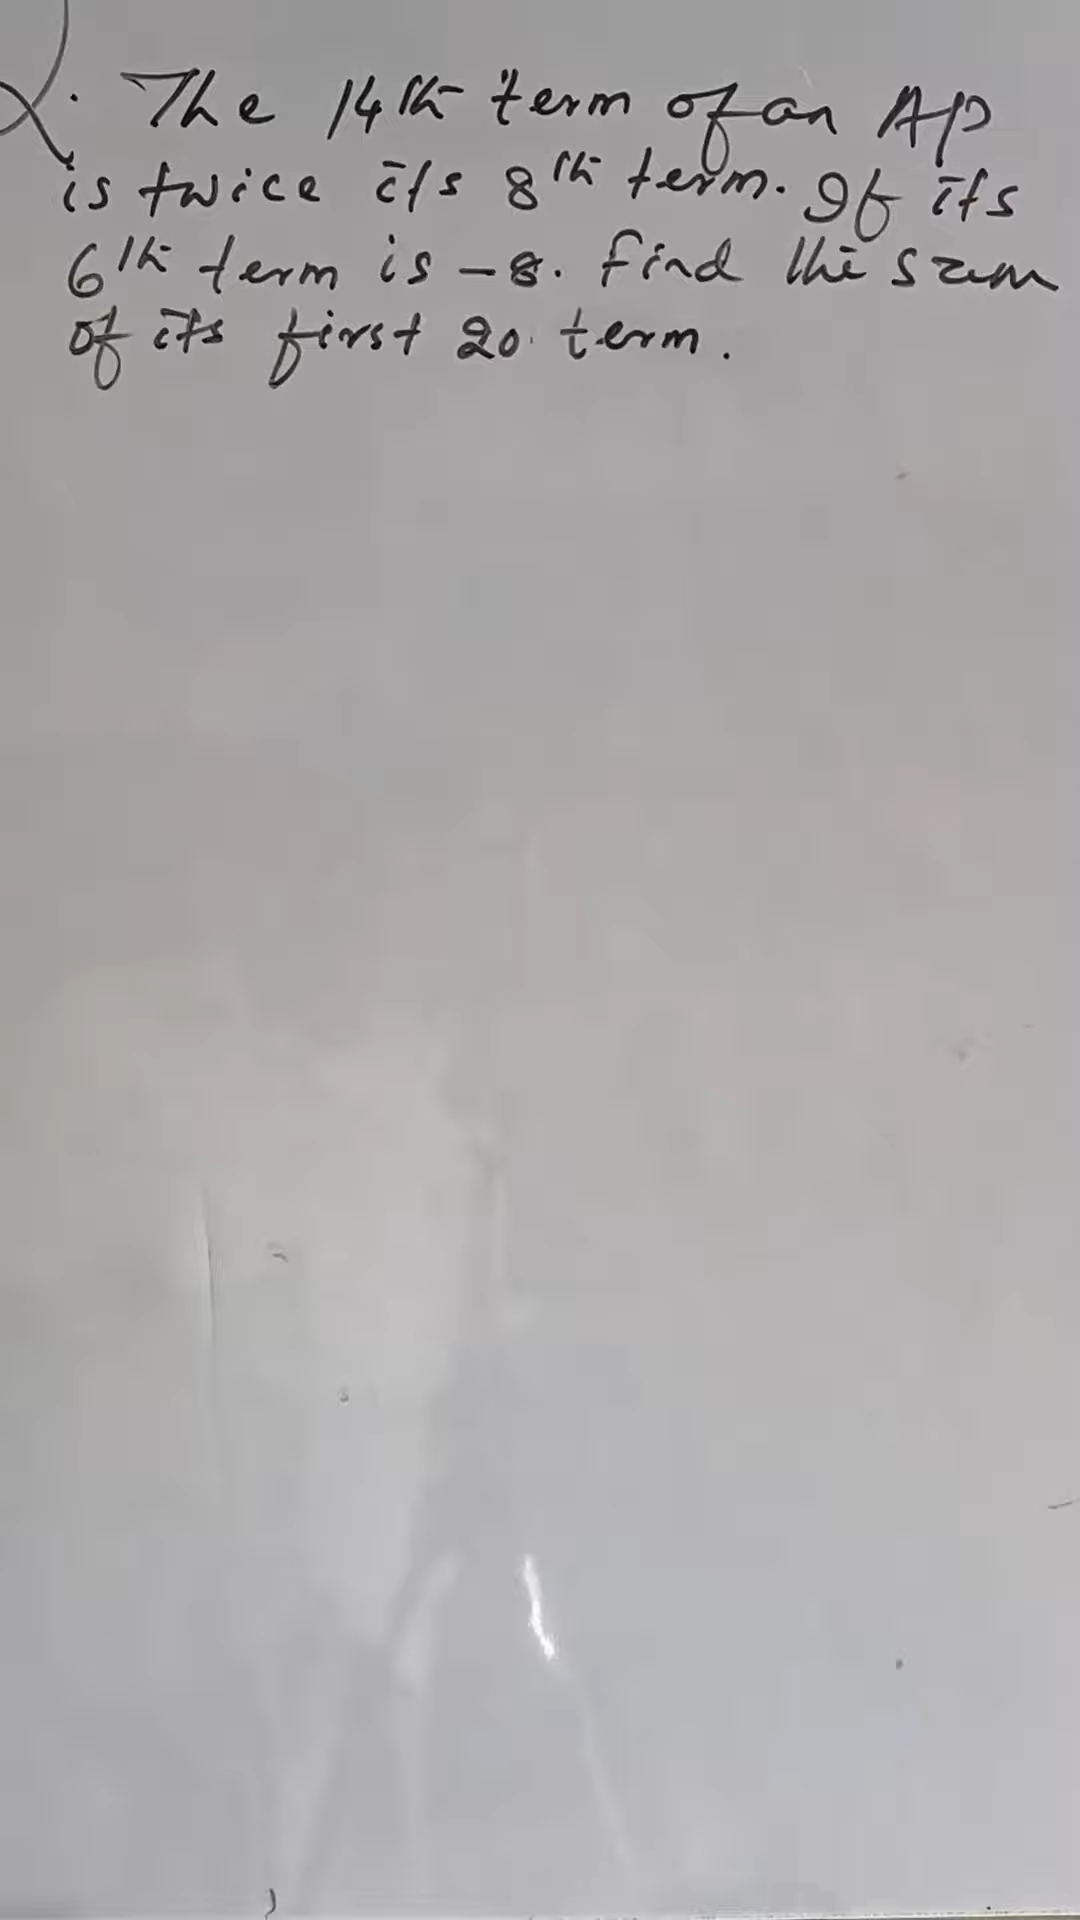 Q. The 14th term of an AP
is twice its 8th term. If its
6th term is -8. Find the sum
of its first 20 term.